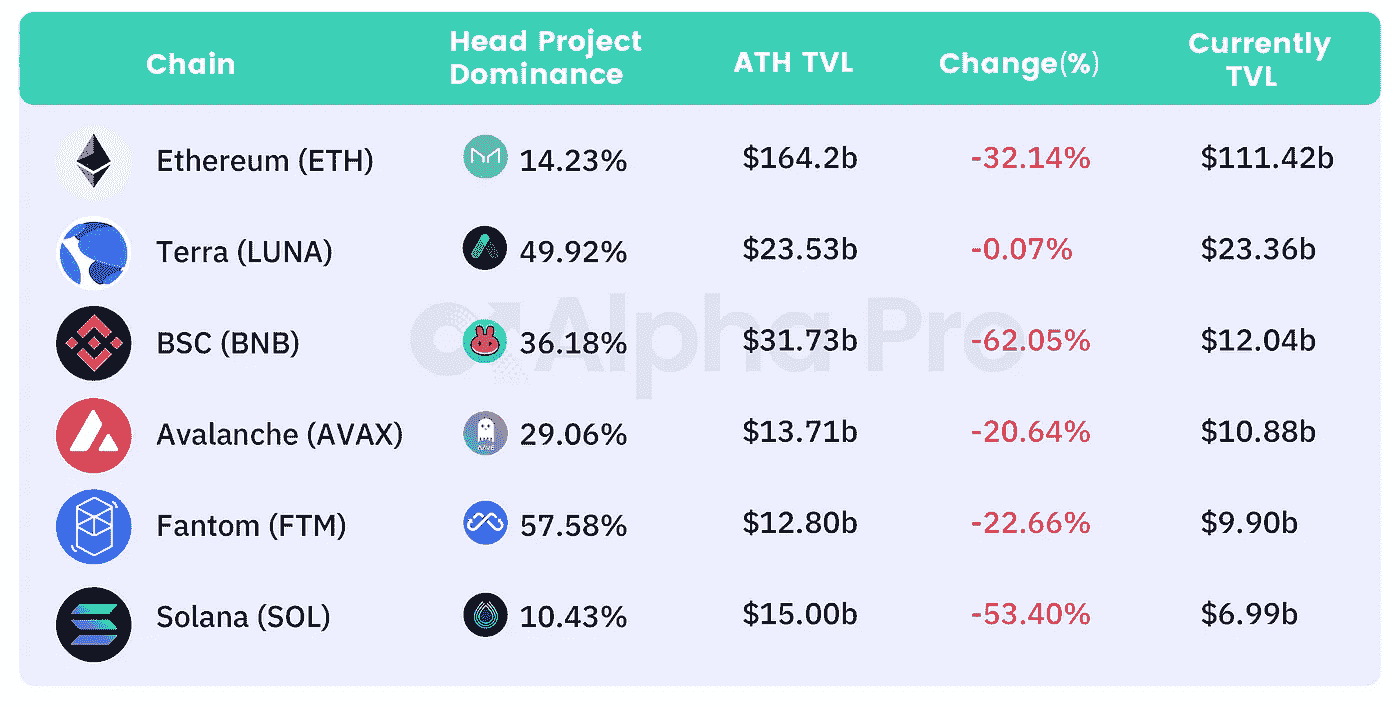 Chain Head Project Dominance ATH TVL Change(%) Currently TVL
Ethereum (ETH) 14.23% $164.2b -32.14% $111.42b
Terra (LUNA) 49.92% $23.53b -0.07% $23.36b
BSC (BNB) 36.18% $31.73b -62.05% $12.04b
Alpha Pro
Avalanche (AVAX) 29.06% $13.71b -20.64% $10.88b
Fantom (FTM) 57.58% $12.80b -22.66% $9.90b
Solana (SOL) 10.43% $15.00b -53.40% $6.99b